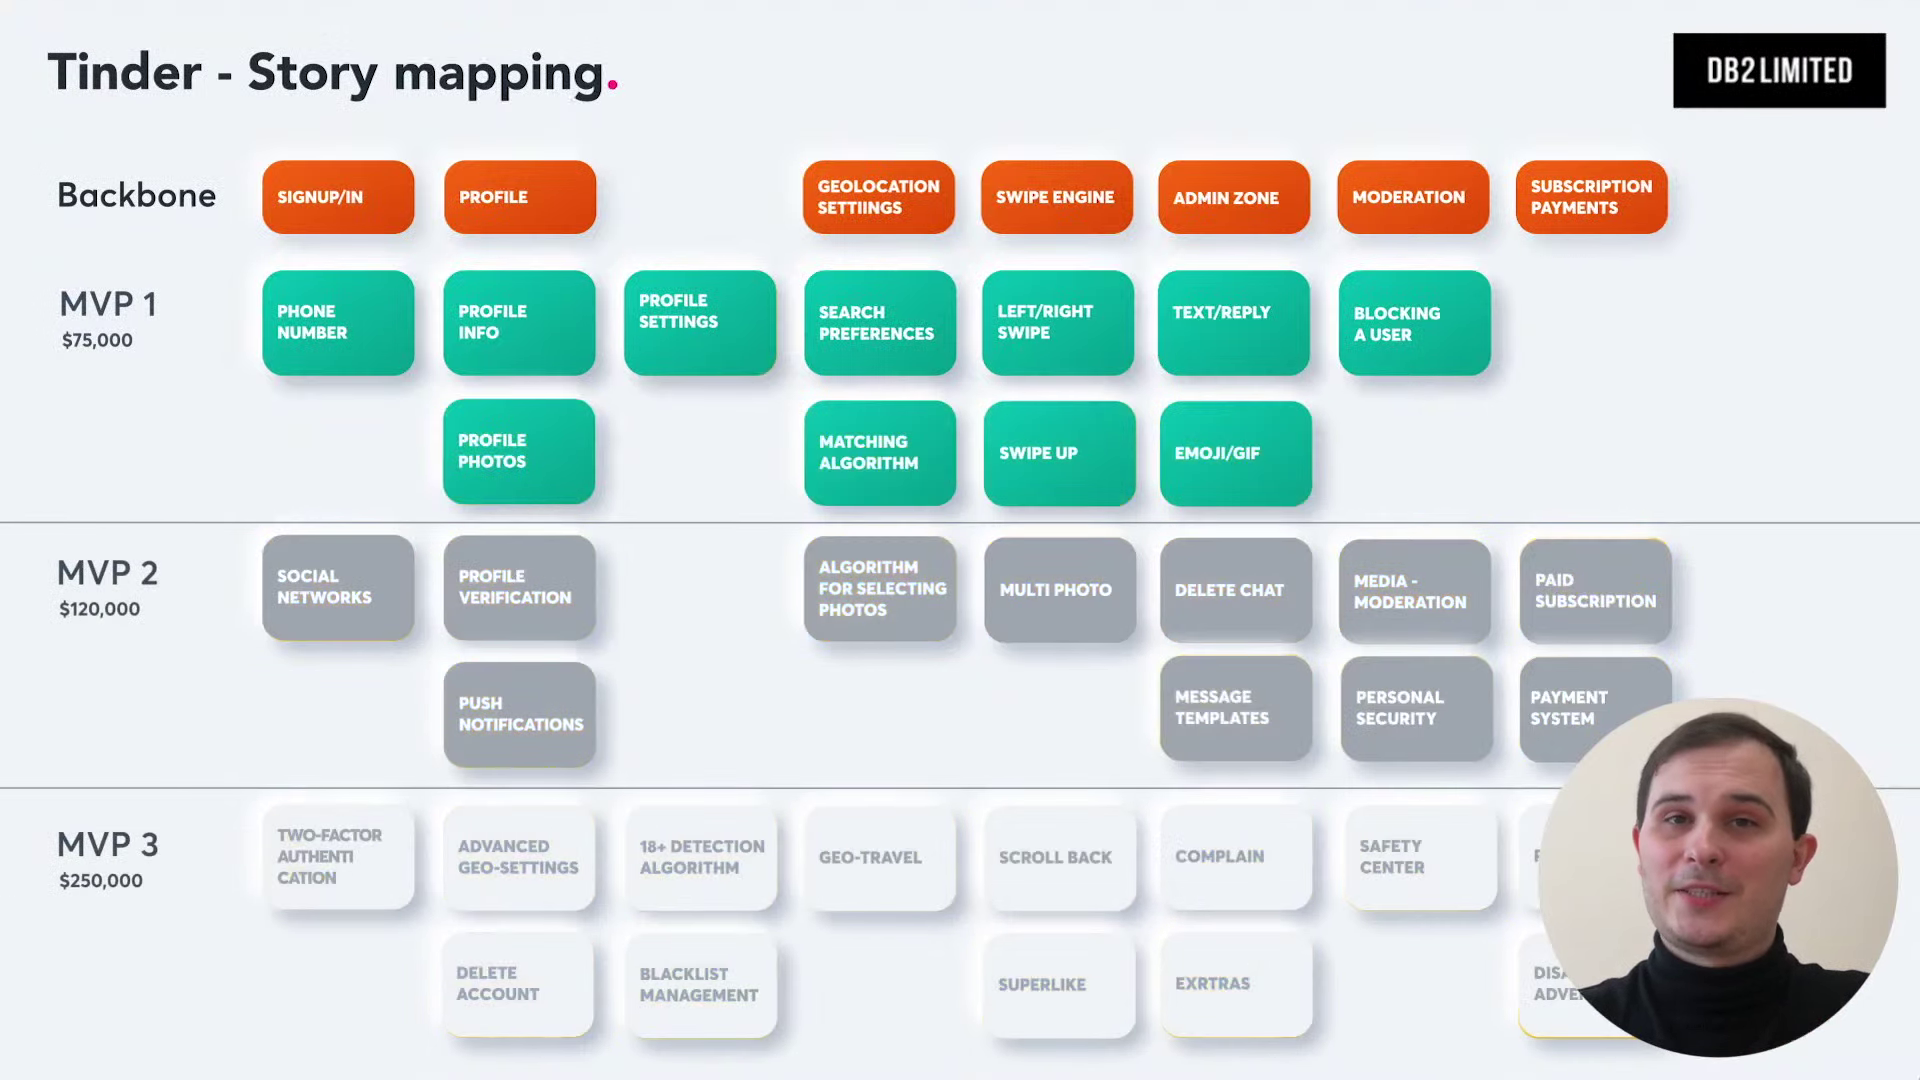 Tinder - Story mapping.
DB2 LIMITED
Backbone
SIGNUP/IN
PROFILE
GEOLOCATION
SETTIINGS
SWIPE ENGINE
ADMIN ZONE
MODERATION
SUBSCRIPTION
PAYMENTS
MVP 1
$75,000
PHONE
NUMBER
PROFILE
INFO
PROFILE
SETTINGS
SEARCH
PREFERENCES
LEFT/RIGHT
SWIPE
TEXT/REPLY
BLOCKING
A USER
PROFILE
PHOTOS
MATCHING
ALGORITHM
SWIPE UP
EMOJI/GIF
MVP 2
$120,000
SOCIAL
NETWORKS
PROFILE
VERIFICATION
ALGORITHM
FOR SELECTING
PHOTOS
MULTI PHOTO
DELETE CHAT
MEDIA -
MODERATION
PAID
SUBSCRIPTION
PUSH
NOTIFICATIONS
MESSAGE
TEMPLATES
PERSONAL
SECURITY
PAYMENT
SYSTEM
MVP 3
$250,000
TWO-FACTOR
AUTHENTI
CATION
ADVANCED
GEO-SETTINGS
18+ DETECTION
ALGORITHM
GEO-TRAVEL
SCROLL BACK
COMPLAIN
SAFETY
CENTER
DELETE
ACCOUNT
BLACKLIST
MANAGEMENT
SUPERLIKE
EXRTRAS